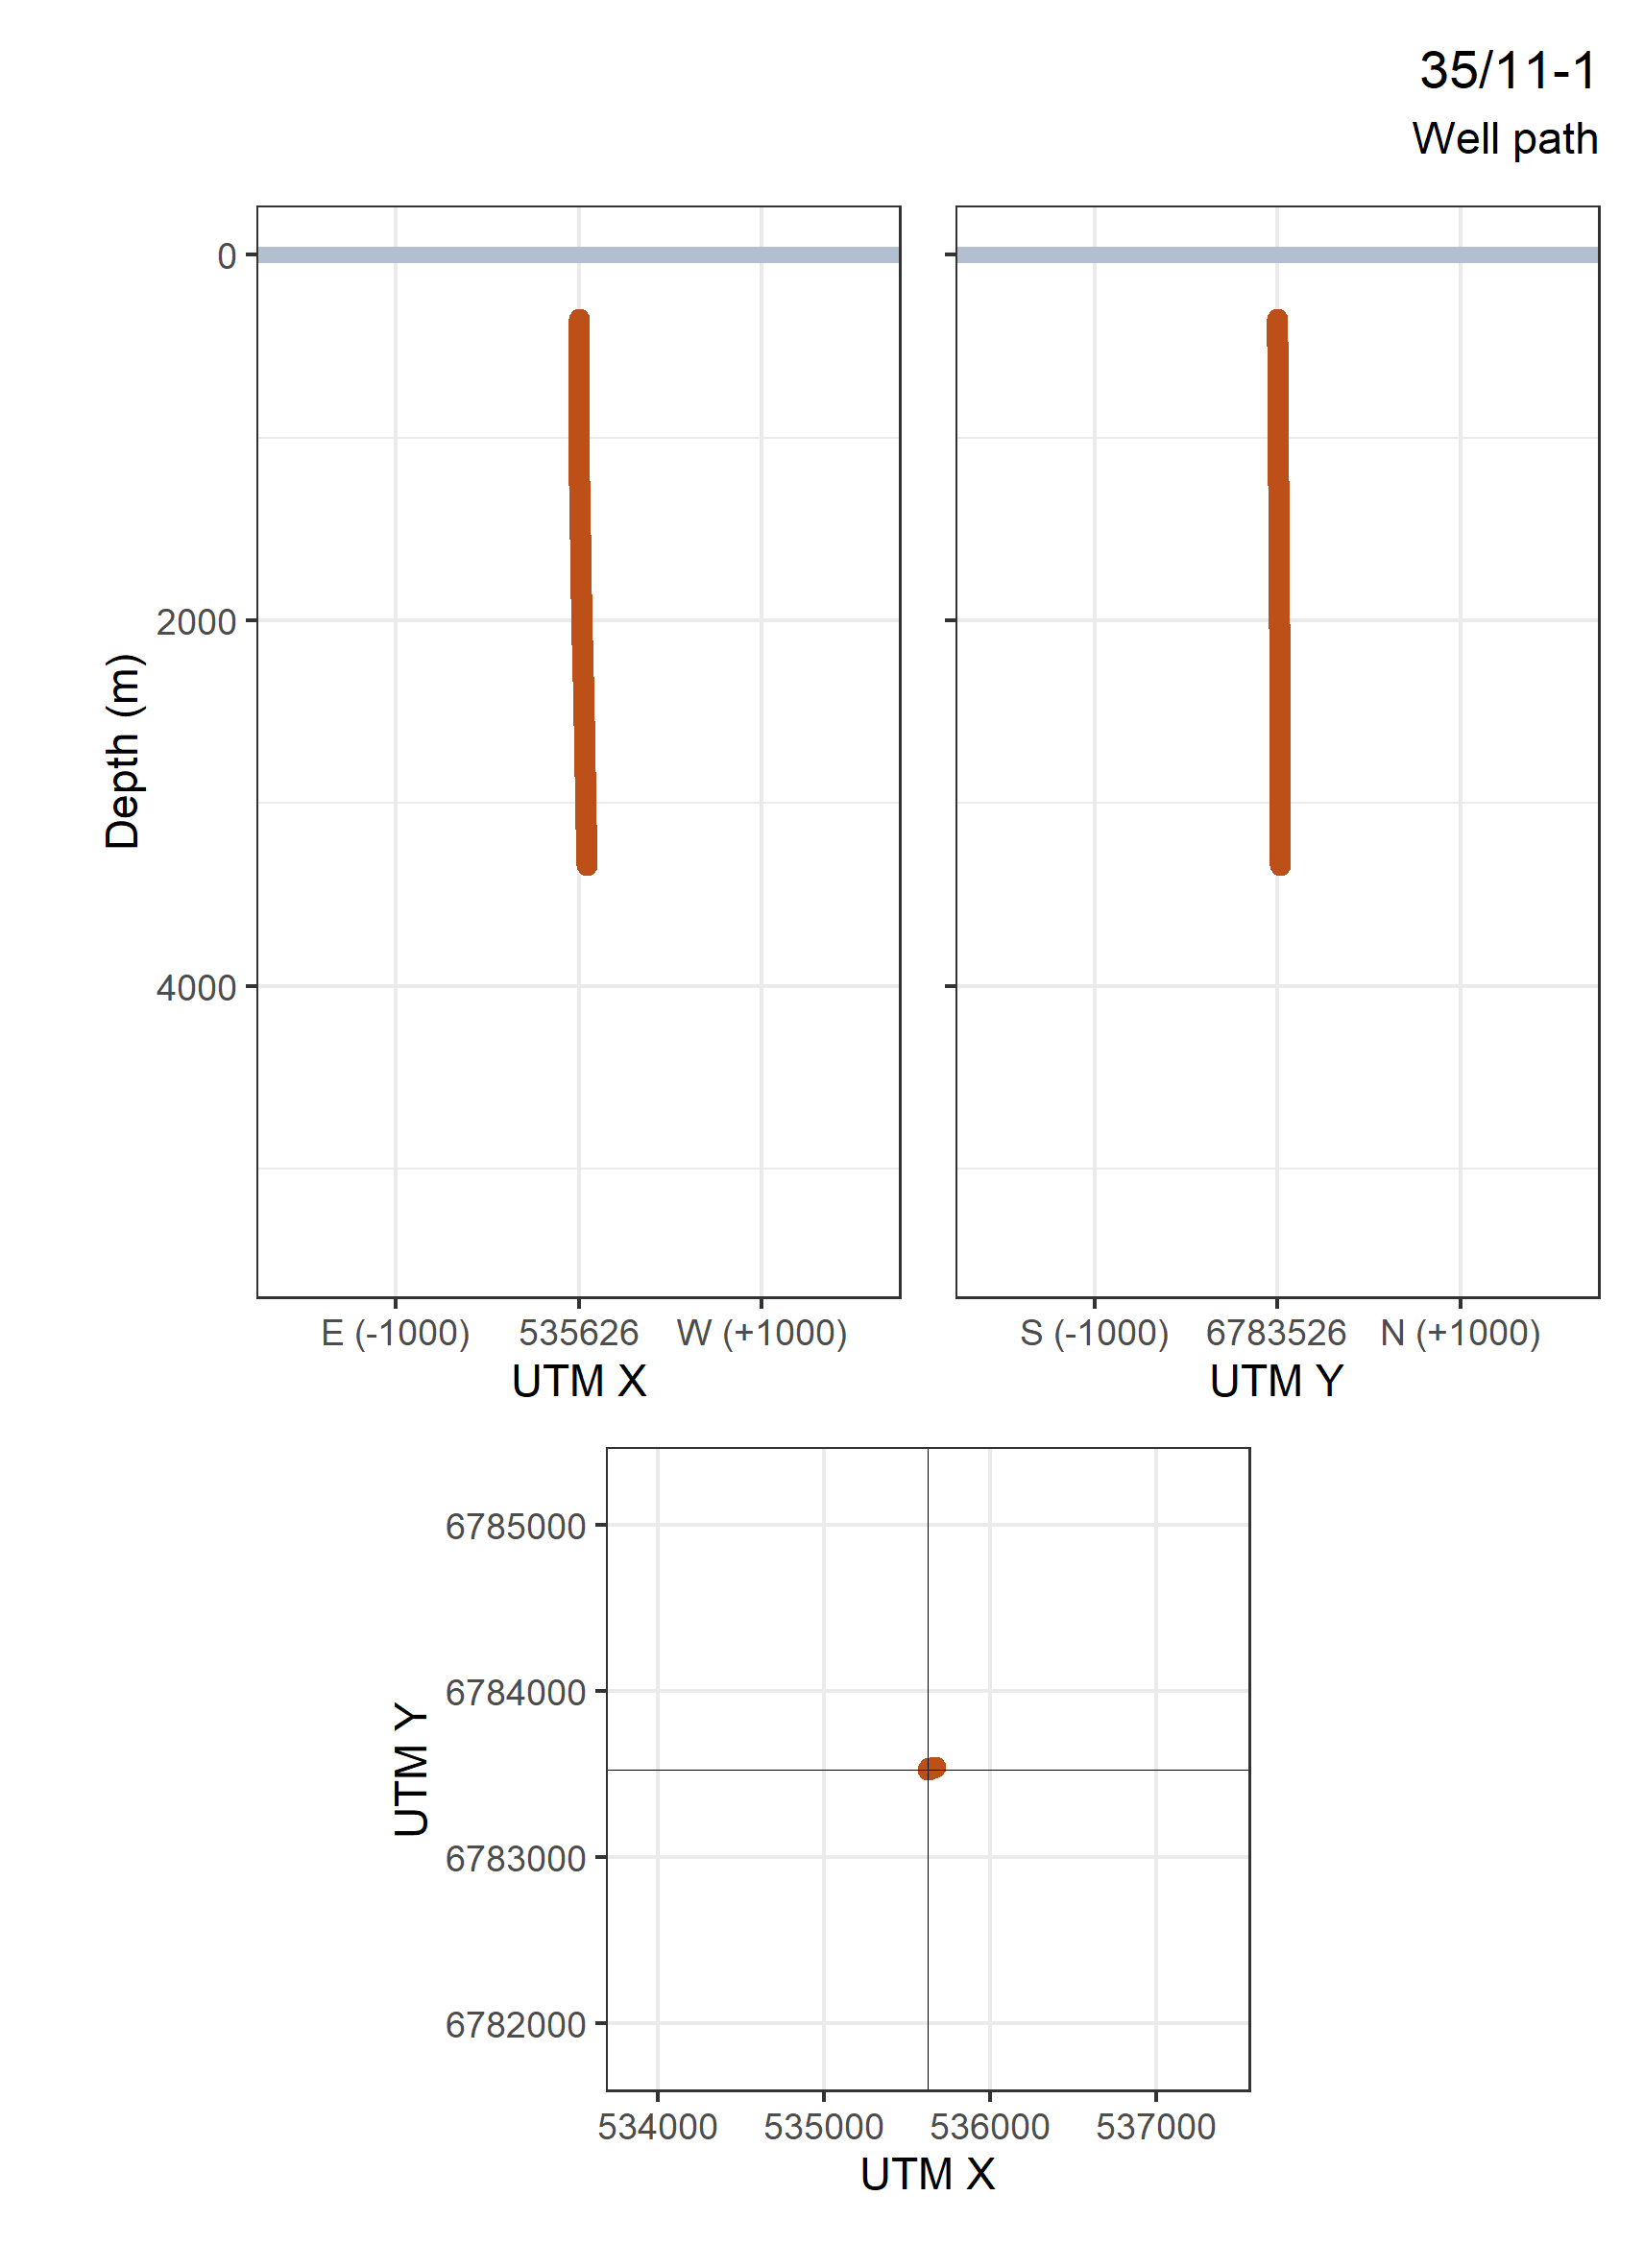 35/11-1
Well path
0
2000
4000
Depth (m)
E (-1000) 535626 W (+1000)
UTM X
S (-1000) 6783526 N (+1000)
UTM Y
6785000
6784000
6783000
6782000
UTM Y
534000 535000 536000 537000
UTM X